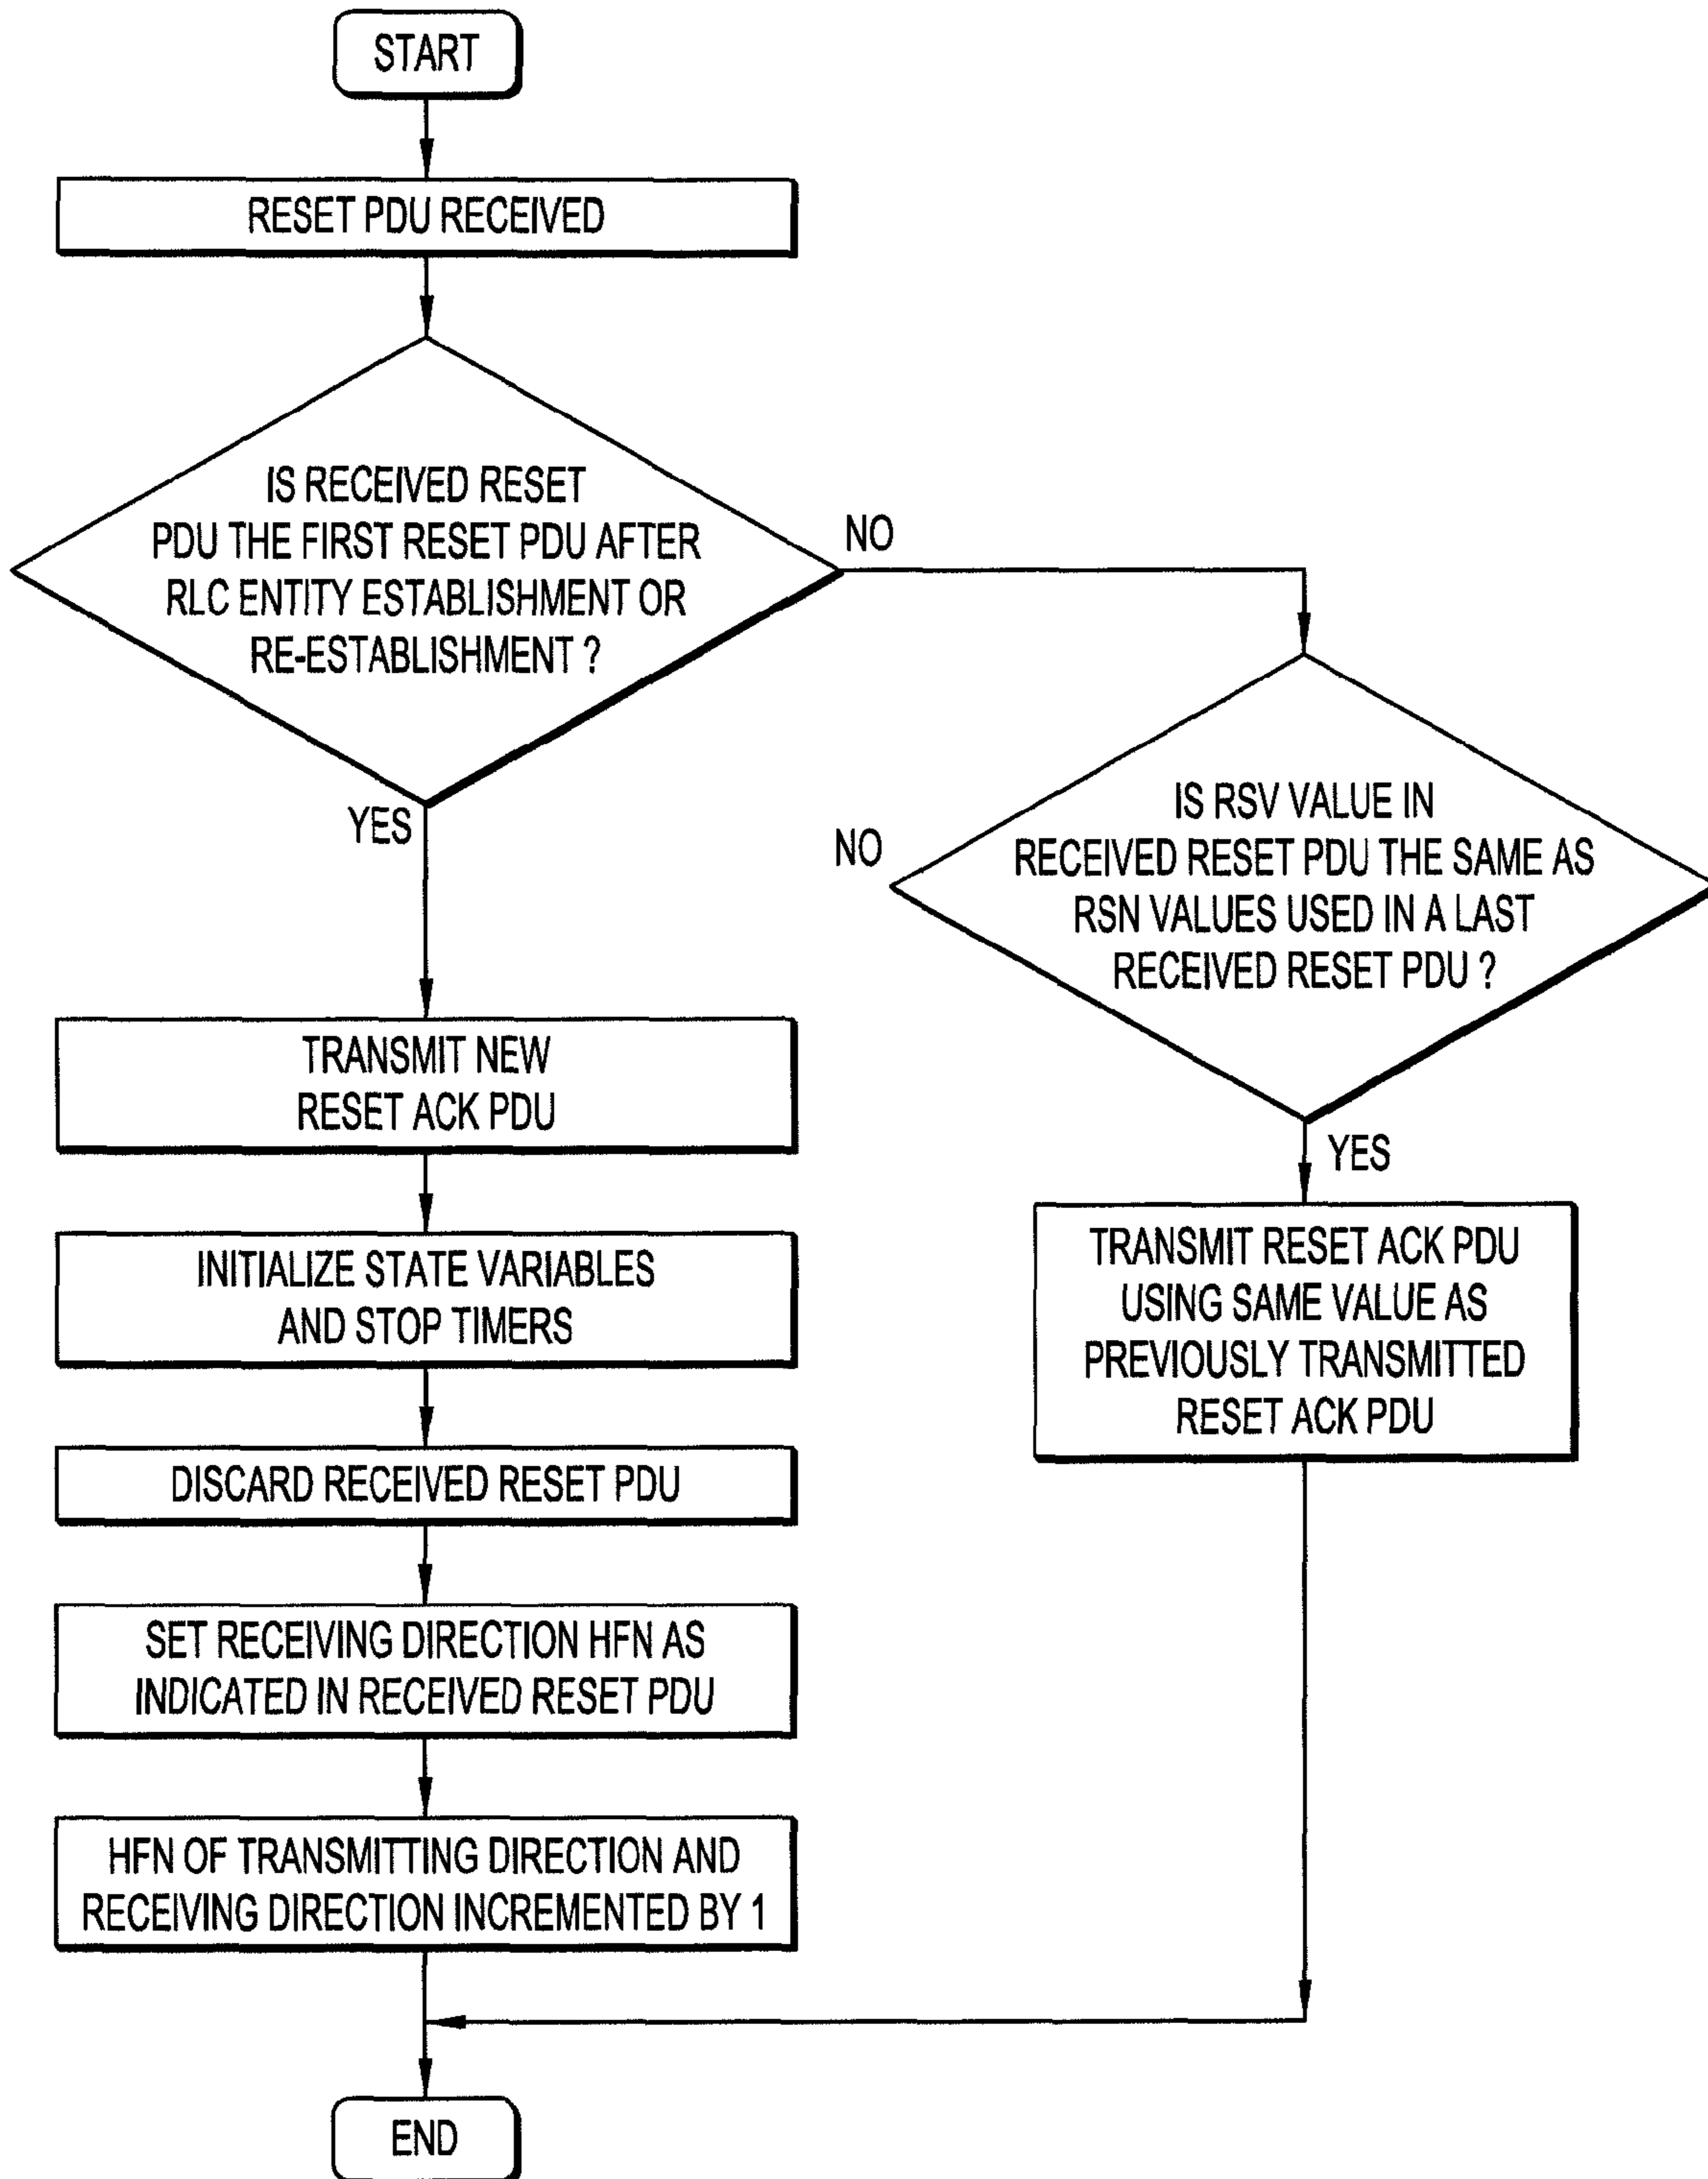 START
RESET PDU RECEIVED
IS RECEIVED RESET
PDU THE FIRST RESET PDU AFTER
RLC ENTITY ESTABLISHMENT OR
RE-ESTABLISHMENT ?
NO
YES
IS RSV VALUE IN
RECEIVED RESET PDU THE SAME AS
RSN VALUES USED IN A LAST
RECEIVED RESET PDU ?
NO
YES
TRANSMIT NEW
RESET ACK PDU
INITIALIZE STATE VARIABLES
AND STOP TIMERS
DISCARD RECEIVED RESET PDU
SET RECEIVING DIRECTION HFN AS
INDICATED IN RECEIVED RESET PDU
HFN OF TRANSMITTING DIRECTION AND
RECEIVING DIRECTION INCREMENTED BY 1
TRANSMIT RESET ACK PDU
USING SAME VALUE AS
PREVIOUSLY TRANSMITTED
RESET ACK PDU
END